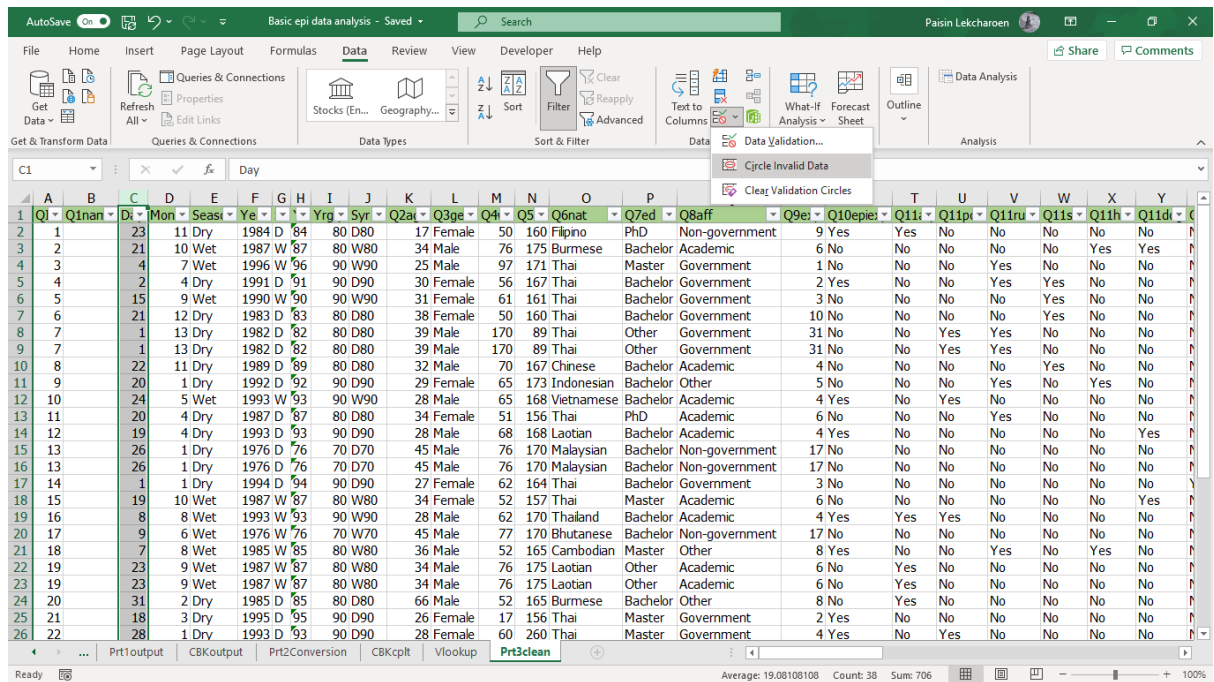 AutoSave On Basic epi data analysis - Saved Search Paisin Lekcharoen
File Home Insert Page Layout Formulas Data Review View Developer Help Share Comments
Get Data
Refresh All
Queries & Connections
Properties
Edit Links
Stocks (En... Geography...
Sort
Filter
Clear
Reapply
Advanced
Text to Columns
What-If Analysis
Forecast Sheet
Outline
Data Analysis
Get & Transform Data Queries & Connections Data Types Sort & Filter Data Analysis
Data Validation...
Circle Invalid Data
Clear Validation Circles
C1 fx Day
A B C D E F G H I J K L M N O P T U V W X Y
1 Q1nam Mon Seaso Ye Yrg Syr Q2ag Q3ge Q4 Q5 Q6nat Q7ed Q8aff Q9ex Q10epiex Q11a Q11pc Q11ru Q11s Q11h Q11dc
2 1 23 11 Dry 1984 D 84 80 D80 17 Female 50 160 Filipino PhD Non-government 9 Yes Yes No No No No No
3 2 21 10 Wet 1987 W 87 80 W80 34 Male 76 175 Burmese Bachelor Academic 6 No No No No No Yes Yes
4 3 4 7 Wet 1996 W 96 90 W90 25 Male 97 171 Thai Master Government 1 No No No Yes No No No
5 4 2 4 Dry 1991 D 91 90 D90 30 Female 56 167 Thai Bachelor Government 2 Yes No No Yes Yes No No
6 5 15 9 Wet 1990 W 90 90 W90 31 Female 61 161 Thai Bachelor Government 3 No No No No Yes No No
7 6 21 12 Dry 1983 D 83 80 D80 38 Female 50 160 Thai Bachelor Government 10 No No No No Yes No No
8 7 1 13 Dry 1982 D 82 80 D80 39 Male 170 89 Thai Other Government 31 No No Yes Yes No No No
9 7 1 13 Dry 1982 D 82 80 D80 39 Male 170 89 Thai Other Government 31 No No Yes Yes No No No
10 8 22 11 Dry 1989 D 89 80 D80 32 Male 70 167 Chinese Bachelor Academic 4 No No No No Yes No No
11 9 20 1 Dry 1992 D 92 90 D90 29 Female 65 173 Indonesian Bachelor Other 5 No No No Yes No Yes No
12 10 24 5 Wet 1993 W 93 90 W90 28 Male 65 168 Vietnamese Bachelor Academic 4 Yes No Yes No No No No
13 11 20 4 Dry 1987 D 87 80 D80 34 Female 51 156 Thai PhD Academic 6 No No No Yes No No No
14 12 19 4 Dry 1993 D 93 90 D90 28 Male 68 168 Laotian Bachelor Academic 4 Yes No No No No No Yes
15 13 26 1 Dry 1976 D 76 70 D70 45 Male 76 170 Malaysian Bachelor Non-government 17 No No No No No No No
16 13 26 1 Dry 1976 D 76 70 D70 45 Male 76 170 Malaysian Bachelor Non-government 17 No No No No No No No
17 14 1 1 Dry 1994 D 94 90 D90 27 Female 62 164 Thai Bachelor Government 3 No No No No No No No
18 15 19 10 Wet 1987 W 87 80 W80 34 Female 52 157 Thai Master Academic 6 No No No No No No Yes
19 16 8 8 Wet 1993 W 93 90 W90 28 Male 62 170 Thailand Bachelor Academic 4 Yes Yes Yes No No No No
20 17 9 6 Wet 1976 W 76 70 W70 45 Male 77 170 Bhutanese Bachelor Non-government 17 No No No No No No No
21 18 7 8 Wet 1985 W 85 80 W80 36 Male 52 165 Cambodian Master Other 8 Yes No No Yes No Yes No
22 19 23 9 Wet 1987 W 87 80 W80 34 Male 76 175 Laotian Other Academic 6 No Yes No No No No No
23 19 23 9 Wet 1987 W 87 80 W80 34 Male 76 175 Laotian Other Academic 6 No Yes No No No No No
24 20 31 2 Dry 1985 D 85 80 D80 66 Male 52 165 Burmese Bachelor Other 8 No Yes No No No No No
25 21 18 3 Dry 1995 D 95 90 D90 26 Female 17 156 Thai Master Government 2 Yes No No No No No No
26 22 28 1 Dry 1993 D 93 90 D90 28 Female 60 260 Thai Master Government 4 Yes No Yes No No No No
... Prt1output CBKoutput Prt2Conversion CBKcplt Vlookup Prt3clean
Ready Average: 19.08108108 Count: 38 Sum: 706 100%